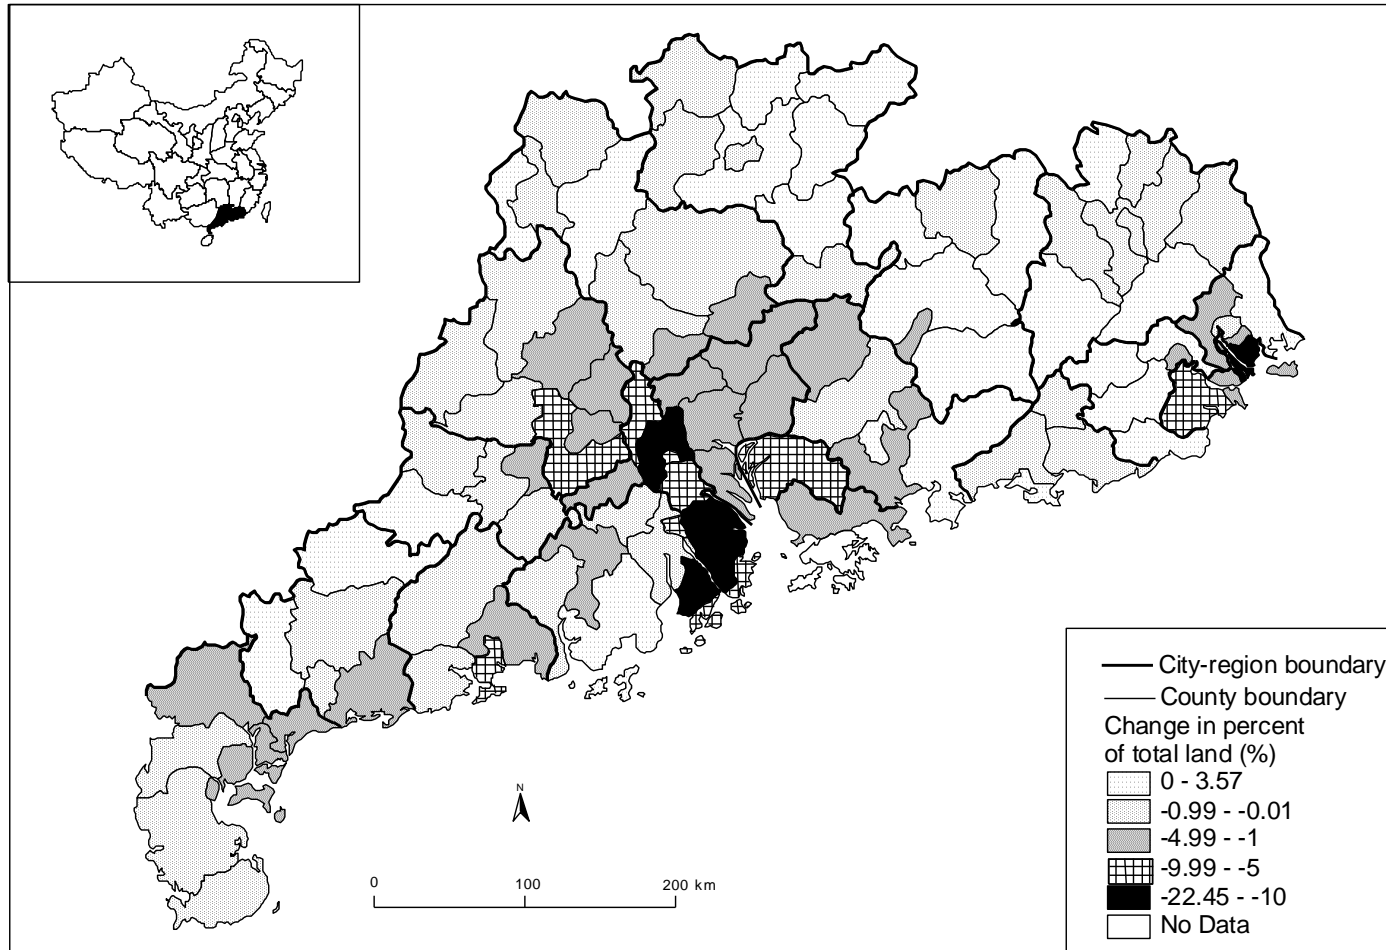 N
0
100
200 km
City-region boundary
County boundary
Change in percent
of total land (%)
0 - 3.57
-0.99 - -0.01
-4.99 - -1
-9.99 - -5
-22.45 - -10
No Data